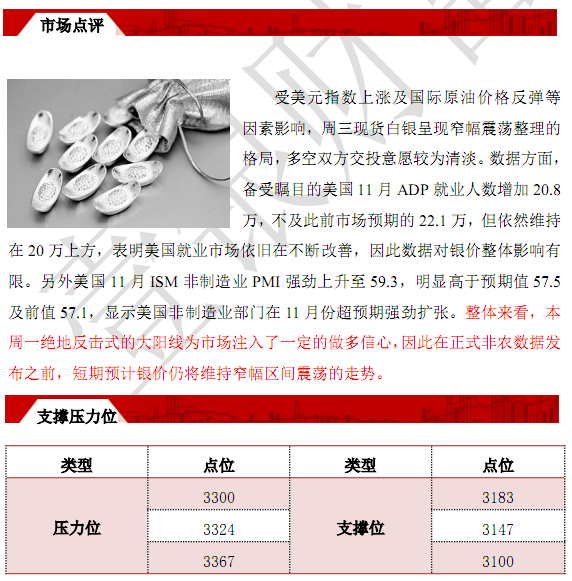 市场点评
受美元指数上涨及国际原油价格反弹等
因素影响，周三现货白银呈现窄幅震荡整理的
格局，多空双方交投意愿较为清淡。数据方面，
备受瞩目的美国 11 月 ADP 就业人数增加 20.8
万，不及此前市场预期的 22.1 万，但依然维持
在 20 万上方，表明美国就业市场依旧在不断改善，因此数据对银价整体影响有
限。另外美国 11 月 ISM 非制造业 PMI 强劲上升至 59.3，明显高于预期值 57.5
及前值 57.1，显示美国非制造业部门在 11 月份超预期强劲扩张。整体来看，本
周一绝地反击式的大阳线为市场注入了一定的做多信心，因此在正式非农数据发
布之前，短期预计银价仍将维持窄幅区间震荡的走势。
支撑压力位
类型 点位 类型 点位
3300 3183
压力位 3324 支撑位 3147
3367 3100